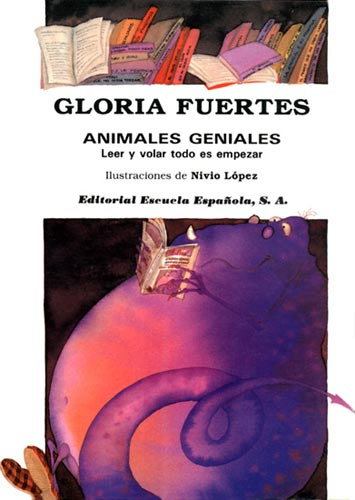 GLORIA FUERTES
ANIMALES GENIALES
Leer y volar todo es empezar
Ilustraciones de Nivio López
Editorial Escuela Española, S. A.